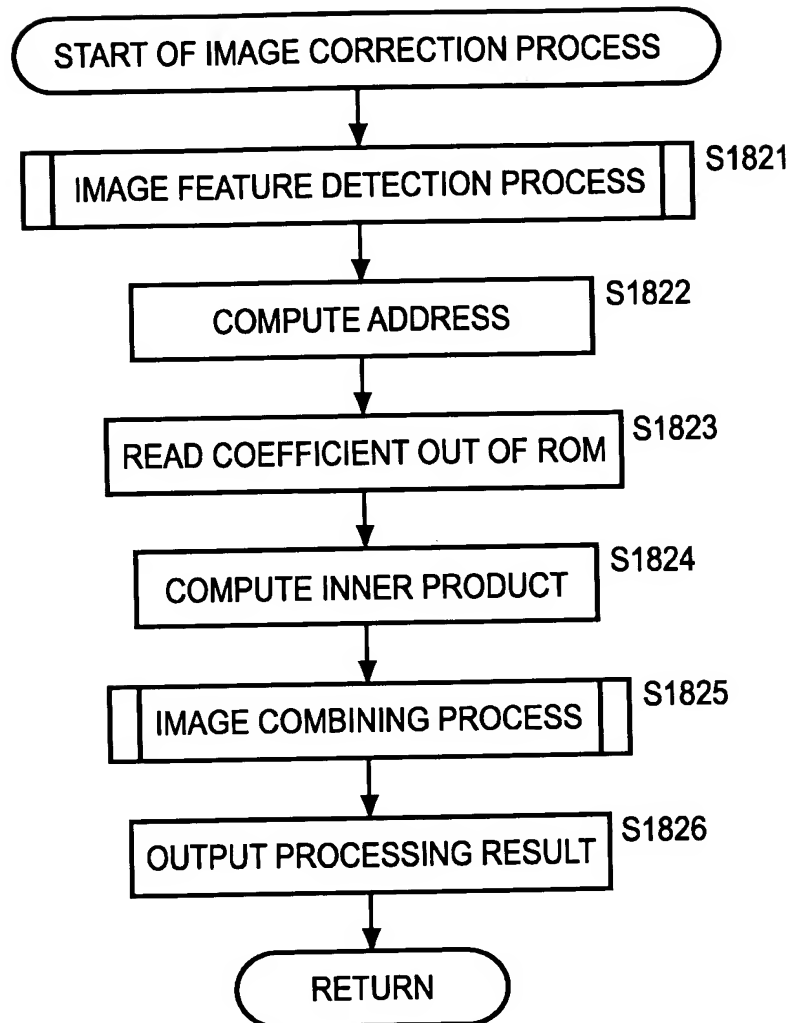 START OF IMAGE CORRECTION PROCESS
IMAGE FEATURE DETECTION PROCESS S1821
COMPUTE ADDRESS S1822
READ COEFFICIENT OUT OF ROM S1823
COMPUTE INNER PRODUCT S1824
IMAGE COMBINING PROCESS S1825
OUTPUT PROCESSING RESULT S1826
RETURN